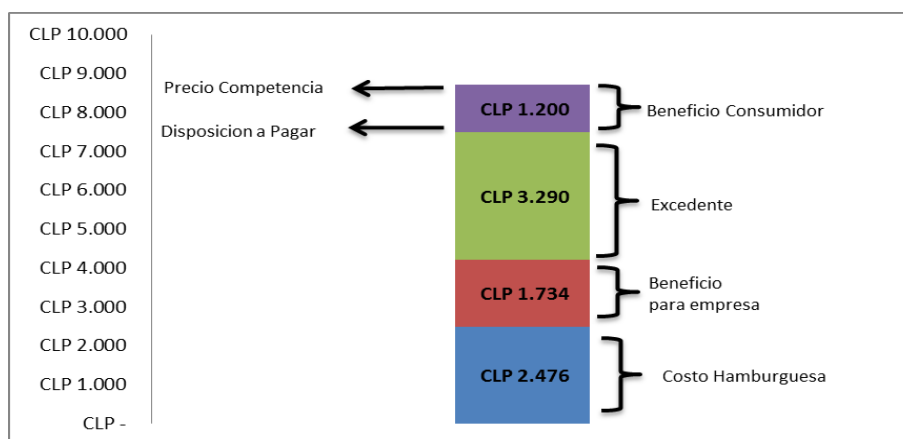 CLP 10.000
CLP 9.000
CLP 8.000
CLP 7.000
CLP 6.000
CLP 5.000
CLP 4.000
CLP 3.000
CLP 2.000
CLP 1.000
CLP -
Precio Competencia
Disposicion a Pagar
CLP 1.200
CLP 3.290
CLP 1.734
CLP 2.476
Beneficio Consumidor
Excedente
Beneficio
para empresa
Costo Hamburguesa